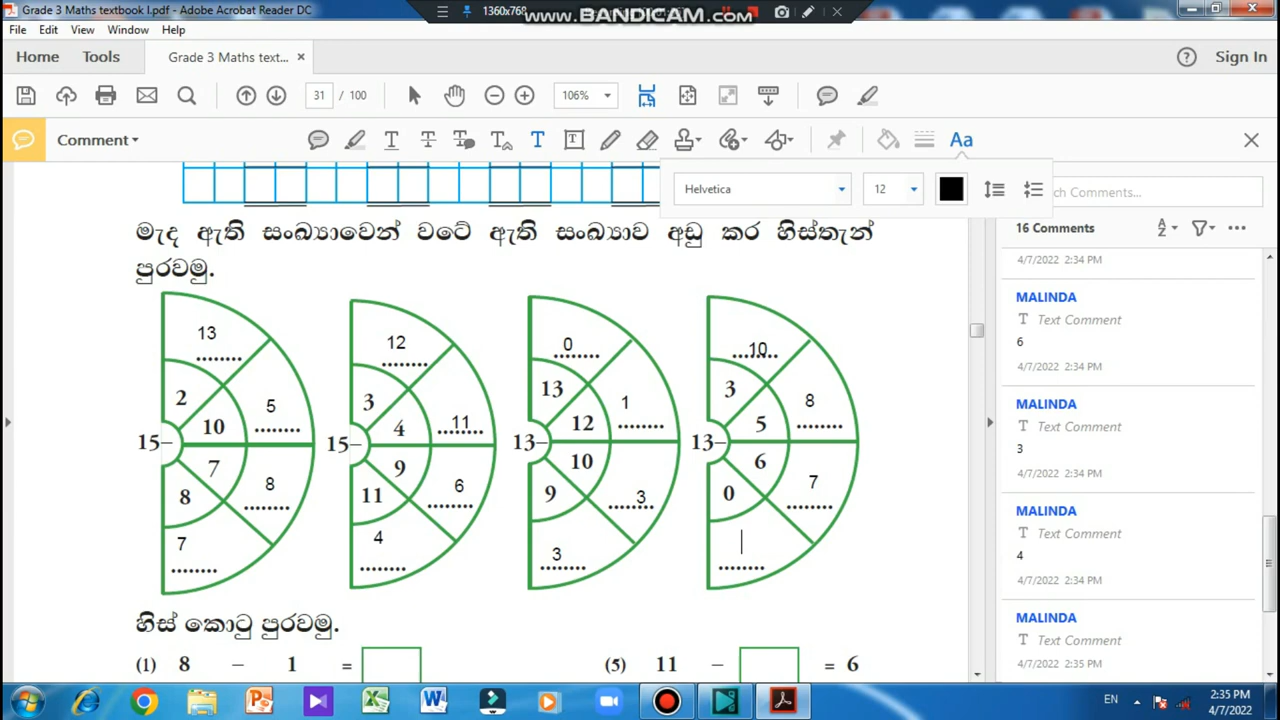 Grade 3 Maths textbook I.pdf - Adobe Acrobat Reader DC
1360x768
www.BANDICAM.com
File Edit View Window Help
Home Tools Grade 3 Maths text... × Sign In
31 / 100 106%
Comment
Helvetica 12
Aa
Search Comments...
16 Comments
4/7/2022 2:34 PM
MALINDA
T Text Comment
6
4/7/2022 2:34 PM
MALINDA
T Text Comment
3
4/7/2022 2:34 PM
MALINDA
T Text Comment
4
4/7/2022 2:34 PM
MALINDA
T Text Comment
4/7/2022 2:35 PM
මැද ඇති සංඛ්‍යාවෙන් වටේ ඇති සංඛ්‍යාව අඩු කර හිස්තැන්
පුරවමු.
15–
2 10 7 8
13 5 8 7
15–
3 4 9 11
12 11 6 4
13–
13 12 10 9
0 1 3 3
13–
3 5 6 0
10 8 7
හිස් කොටු පුරවමු.
(1) 8 – 1 =
(5) 11 – = 6
EN
2:35 PM
4/7/2022